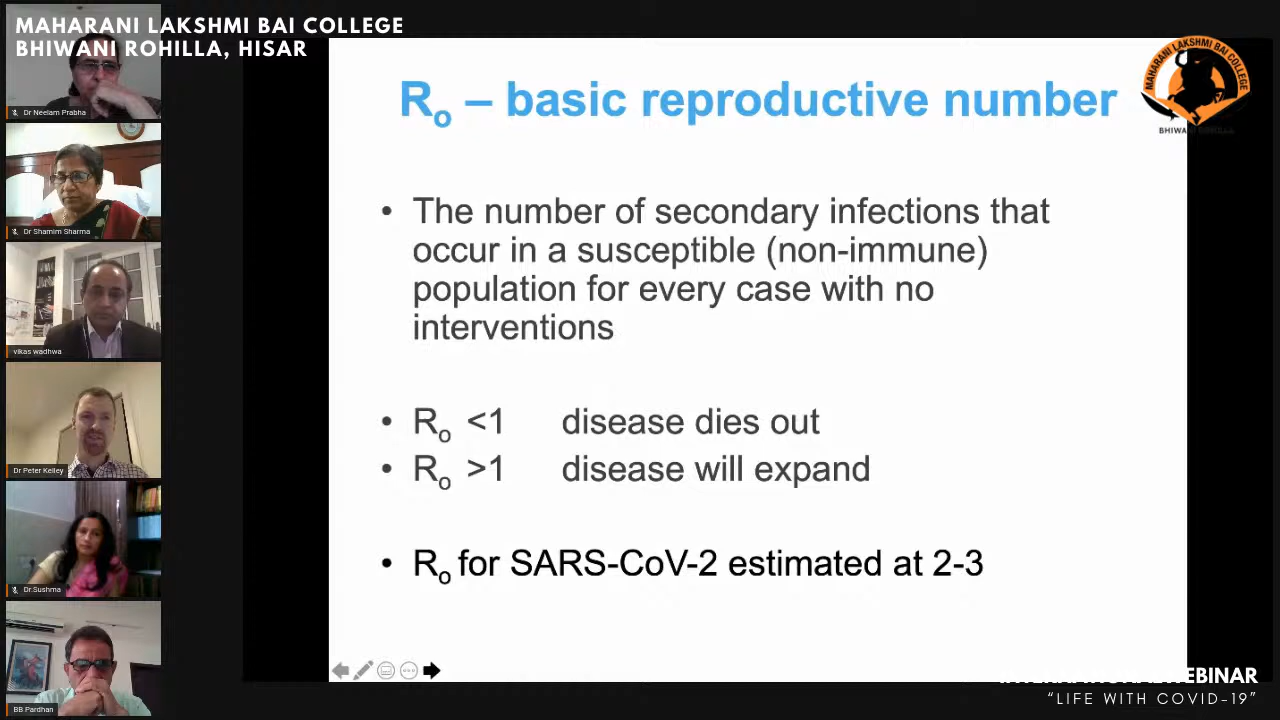 MAHARANI LAKSHMI BAI COLLEGE
BHIWANI ROHILLA, HISAR
Dr Neelam Prabha
Dr Shamim Sharma
vikas wadhwa
Dr Peter Kelley
Dr.Sushma
BB Pardhan
MAHARANI LAKSHMI BAI COLLEGE
BHIWANI ROHILLA
Ro – basic reproductive number
• The number of secondary infections that
occur in a susceptible (non-immune)
population for every case with no
interventions
• Ro <1 disease dies out
• Ro >1 disease will expand
• Ro for SARS-CoV-2 estimated at 2-3
WEBINAR
“LIFE WITH COVID-19”